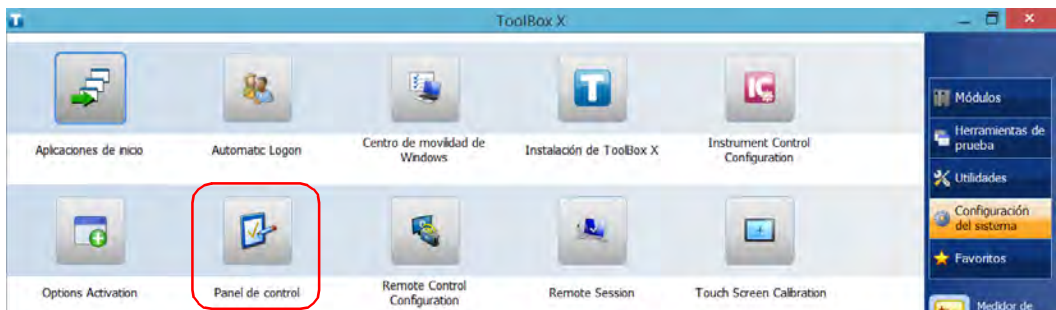 ToolBox X
Aplicaciones de inicio
Automatic Logon
Centro de movilidad de
Windows
Instalación de ToolBox X
Instrument Control
Configuration
Options Activation
Panel de control
Remote Control
Configuration
Remote Session
Touch Screen Calibration
Módulos
Herramientas de
prueba
Utilidades
Configuración
del sistema
Favoritos
Medidor de